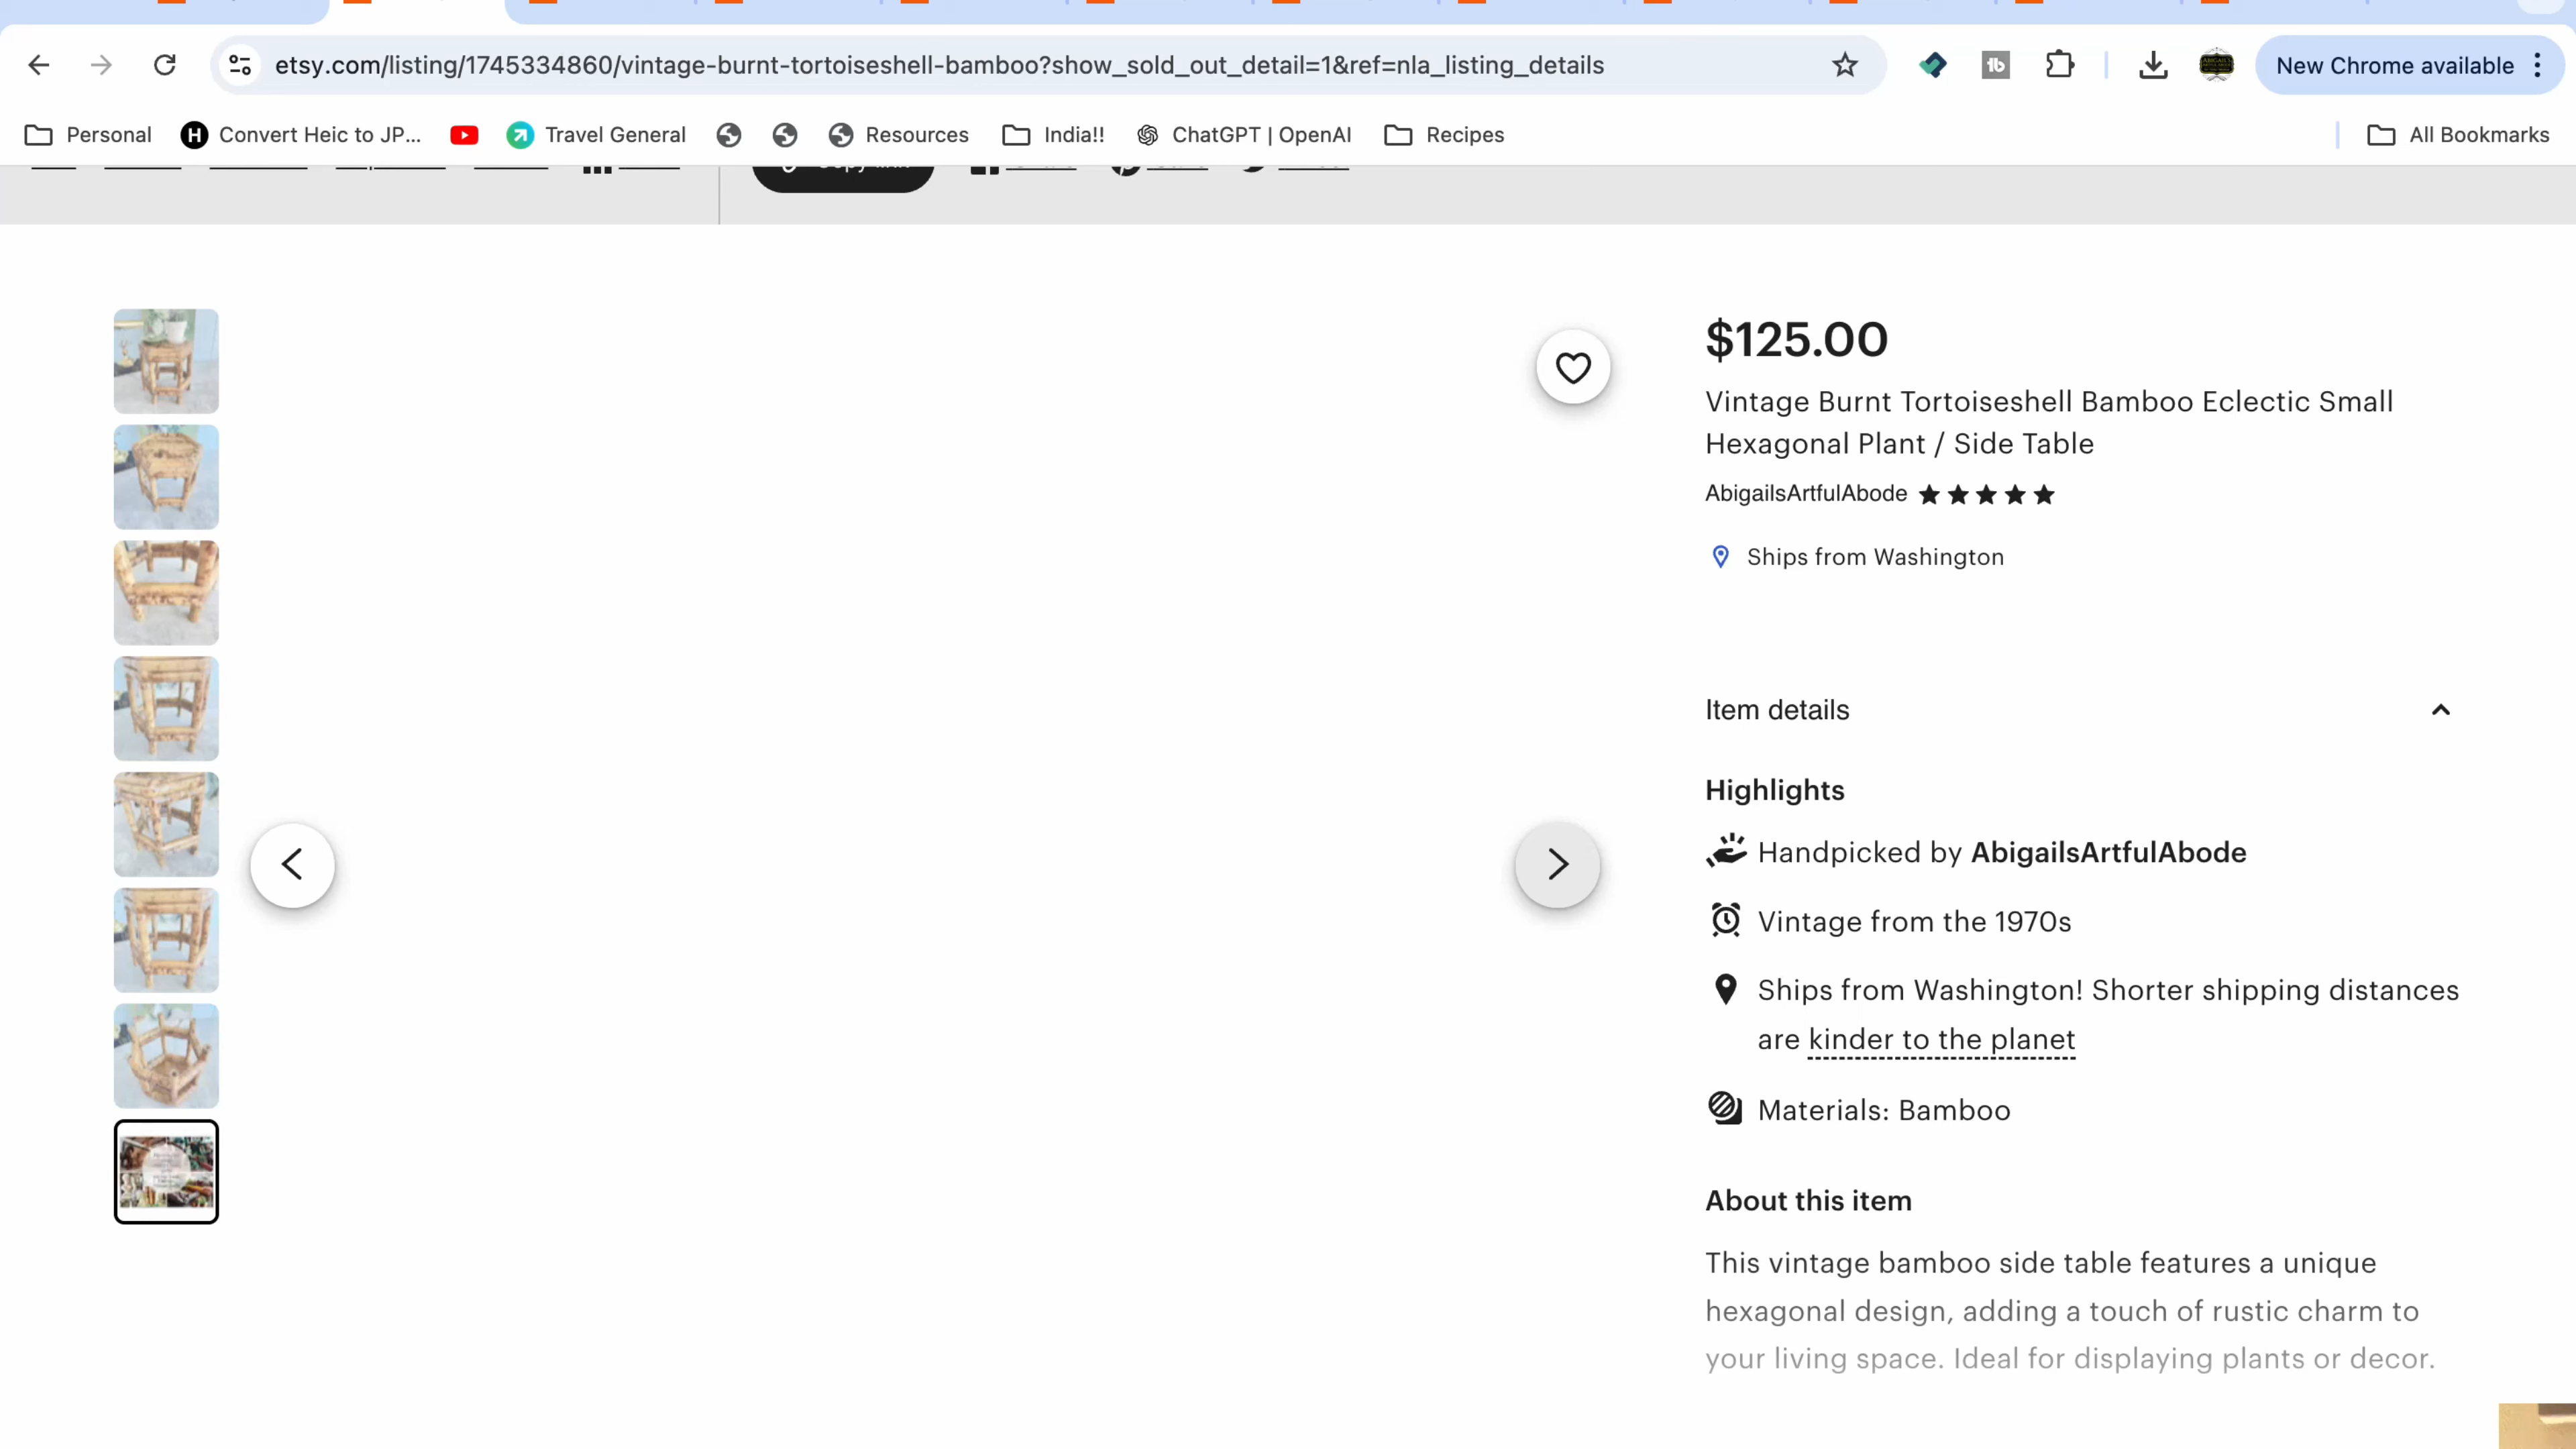 etsy.com/listing/1745334860/vintage-burnt-tortoiseshell-bamboo?show_sold_out_detail=1&ref=nla_listing_details
New Chrome available
Personal
Convert Heic to JP...
Travel General
Resources
India!!
ChatGPT | OpenAI
Recipes
All Bookmarks
$125.00
Vintage Burnt Tortoiseshell Bamboo Eclectic Small
Hexagonal Plant / Side Table
AbigailsArtfulAbode
Ships from Washington
Item details
Highlights
Handpicked by AbigailsArtfulAbode
Vintage from the 1970s
Ships from Washington! Shorter shipping distances
are kinder to the planet
Materials: Bamboo
About this item
This vintage bamboo side table features a unique
hexagonal design, adding a touch of rustic charm to
your living space. Ideal for displaying plants or decor.